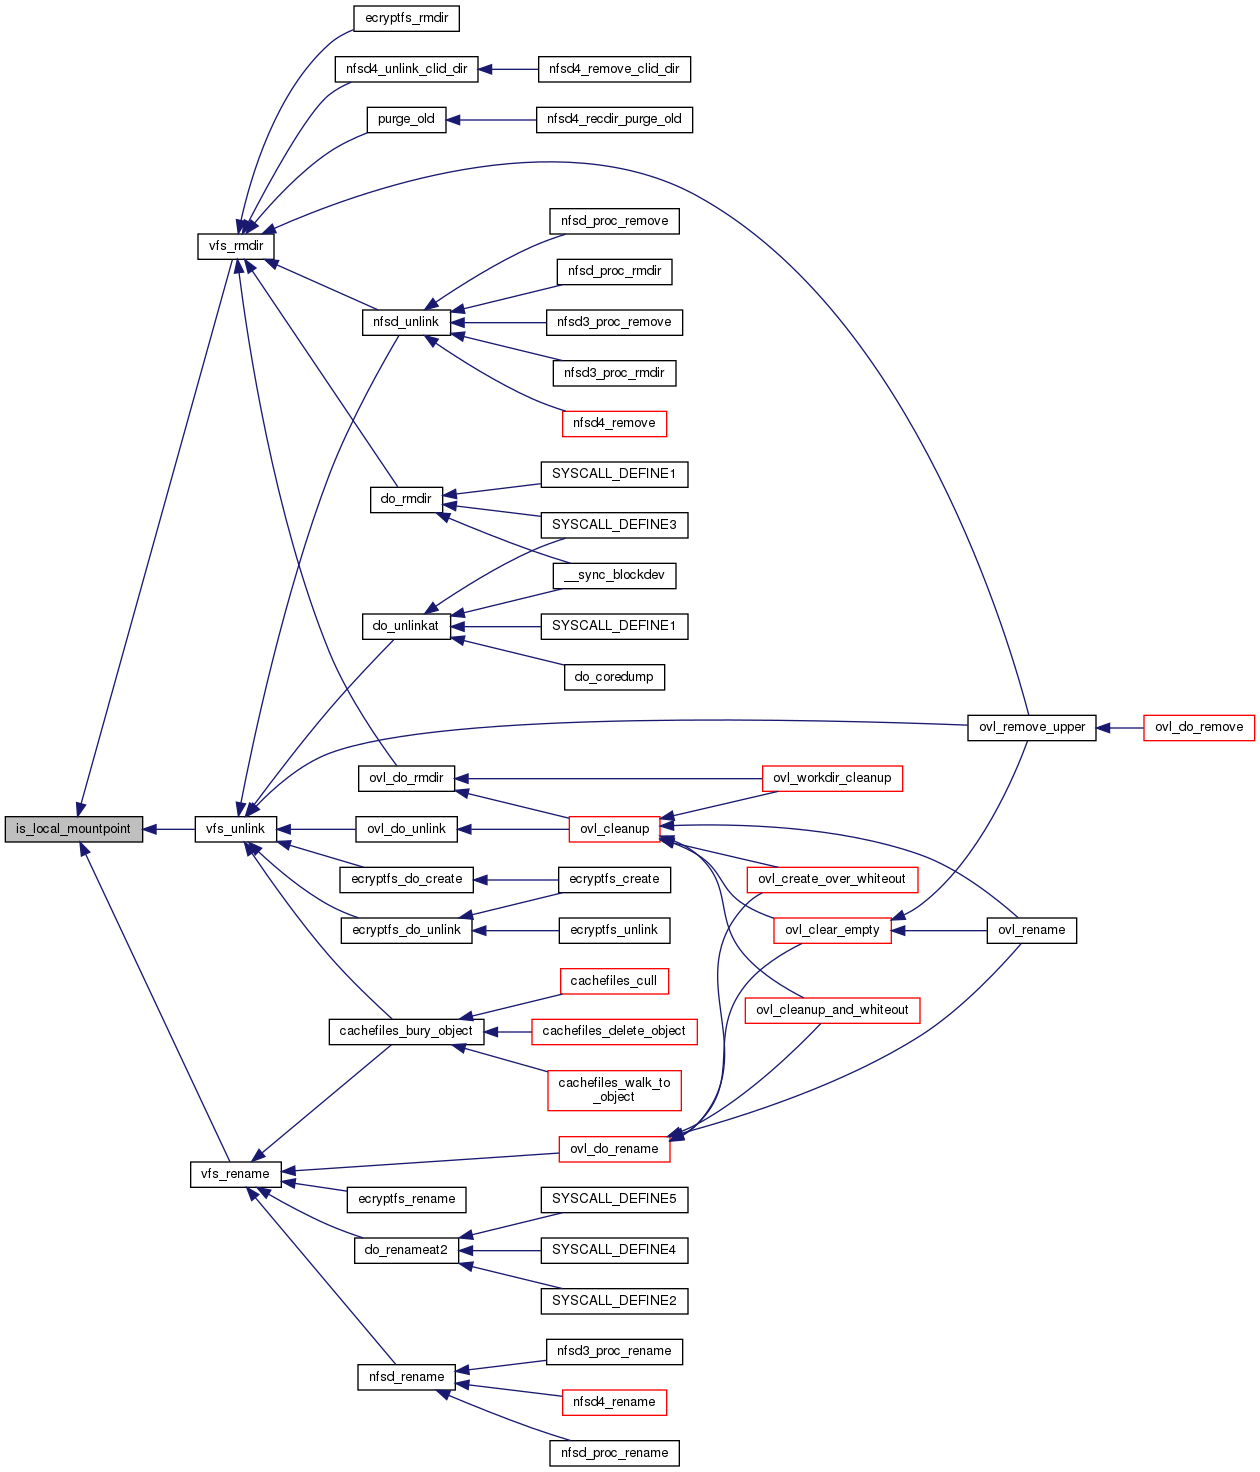 ecryptfs_rmdir
nfsd4_unlink_clid_dir
nfsd4_remove_clid_dir
purge_old
nfsd4_recdir_purge_old
nfsd_proc_remove
vfs_rmdir
nfsd_proc_rmdir
nfsd_unlink
nfsd3_proc_remove
nfsd3_proc_rmdir
nfsd4_remove
SYSCALL_DEFINE1
do_rmdir
SYSCALL_DEFINE3
__sync_blockdev
do_unlinkat
SYSCALL_DEFINE1
do_coredump
ovl_remove_upper
ovl_do_remove
ovl_do_rmdir
ovl_workdir_cleanup
is_local_mountpoint
vfs_unlink
ovl_do_unlink
ovl_cleanup
ecryptfs_do_create
ecryptfs_create
ovl_create_over_whiteout
ecryptfs_do_unlink
ecryptfs_unlink
ovl_clear_empty
ovl_rename
cachefiles_cull
ovl_cleanup_and_whiteout
cachefiles_bury_object
cachefiles_delete_object
cachefiles_walk_to
_object
ovl_do_rename
vfs_rename
ecryptfs_rename
SYSCALL_DEFINE5
do_renameat2
SYSCALL_DEFINE4
SYSCALL_DEFINE2
nfsd3_proc_rename
nfsd_rename
nfsd4_rename
nfsd_proc_rename